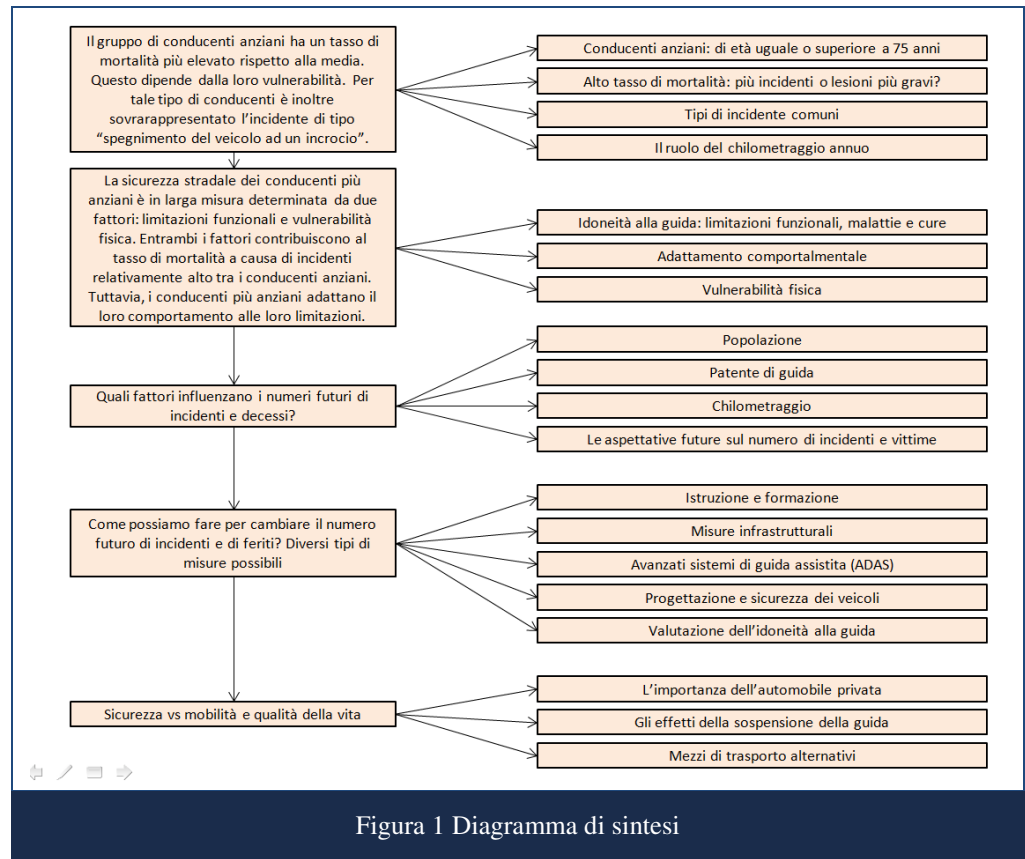 Il gruppo di conducenti anziani ha un tasso di
mortalità più elevato rispetto alla media.
Questo dipende dalla loro vulnerabilità. Per
tale tipo di conducenti è inoltre
sovrarappresentato l'incidente di tipo
“spegnimento del veicolo ad un incrocio”.
Conducenti anziani: di età uguale o superiore a 75 anni
Alto tasso di mortalità: più incidenti o lesioni più gravi?
Tipi di incidente comuni
Il ruolo del chilometraggio annuo
La sicurezza stradale dei conducenti più
anziani è in larga misura determinata da due
fattori: limitazioni funzionali e vulnerabilità
fisica. Entrambi i fattori contribuiscono al
tasso di mortalità a causa di incidenti
relativamente alto tra i conducenti anziani.
Tuttavia, i conducenti più anziani adattano il
loro comportamento alle loro limitazioni.
Idoneità alla guida: limitazioni funzionali, malattie e cure
Adattamento comportalmentale
Vulnerabilità fisica
Quali fattori influenzano i numeri futuri di
incidenti e decessi?
Popolazione
Patente di guida
Chilometraggio
Le aspettative future sul numero di incidenti e vittime
Come possiamo fare per cambiare il numero
futuro di incidenti e di feriti? Diversi tipi di
misure possibili
Istruzione e formazione
Misure infrastrutturali
Avanzati sistemi di guida assistita (ADAS)
Progettazione e sicurezza dei veicoli
Valutazione dell'idoneità alla guida
Sicurezza vs mobilità e qualità della vita
L'importanza dell'automobile privata
Gli effetti della sospensione della guida
Mezzi di trasporto alternativi
Figura 1 Diagramma di sintesi